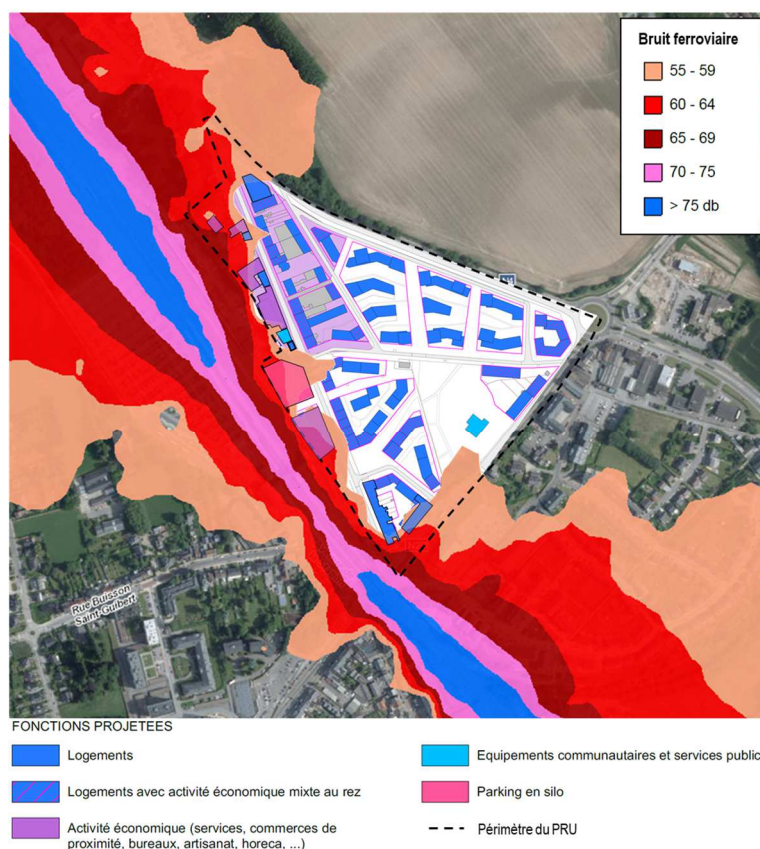 Bruit ferroviaire
55 - 59
60 - 64
65 - 69
70 - 75
> 75 db
Rue Buisson
Saint-Guibert
FONCTIONS PROJETEES
Logements
Logements avec activité économique mixte au rez
Activité économique (services, commerces de
proximité, bureaux, artisanat, horeca, ...)
Equipements communautaires et services public
Parking en silo
Périmètre du PRU